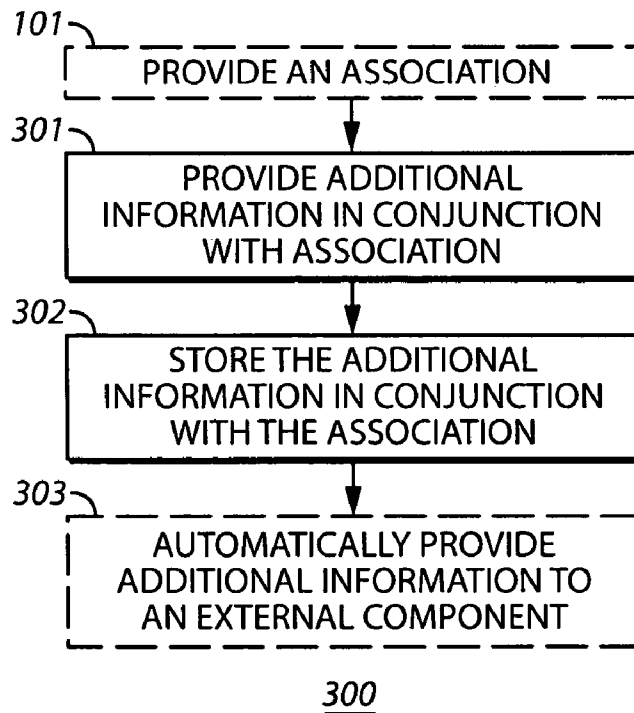 101
PROVIDE AN ASSOCIATION
301
PROVIDE ADDITIONAL
INFORMATION IN CONJUNCTION
WITH ASSOCIATION
302
STORE THE ADDITIONAL
INFORMATION IN CONJUNCTION
WITH THE ASSOCIATION
303
AUTOMATICALLY PROVIDE
ADDITIONAL INFORMATION TO
AN EXTERNAL COMPONENT
300